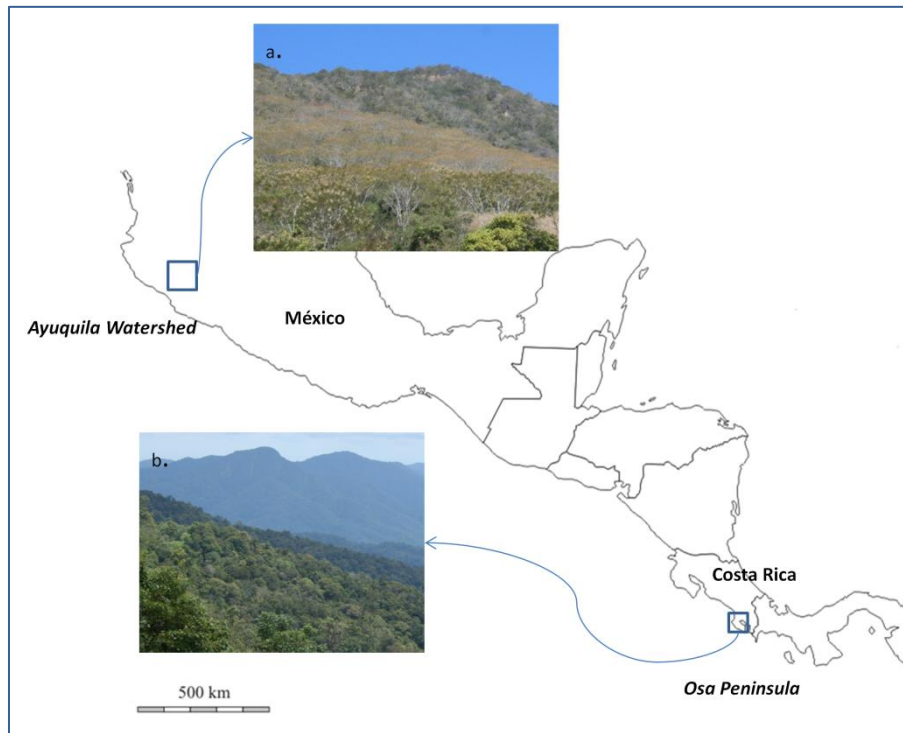 a.
México
Ayuquila Watershed
b.
Costa Rica
Osa Peninsula
500 km